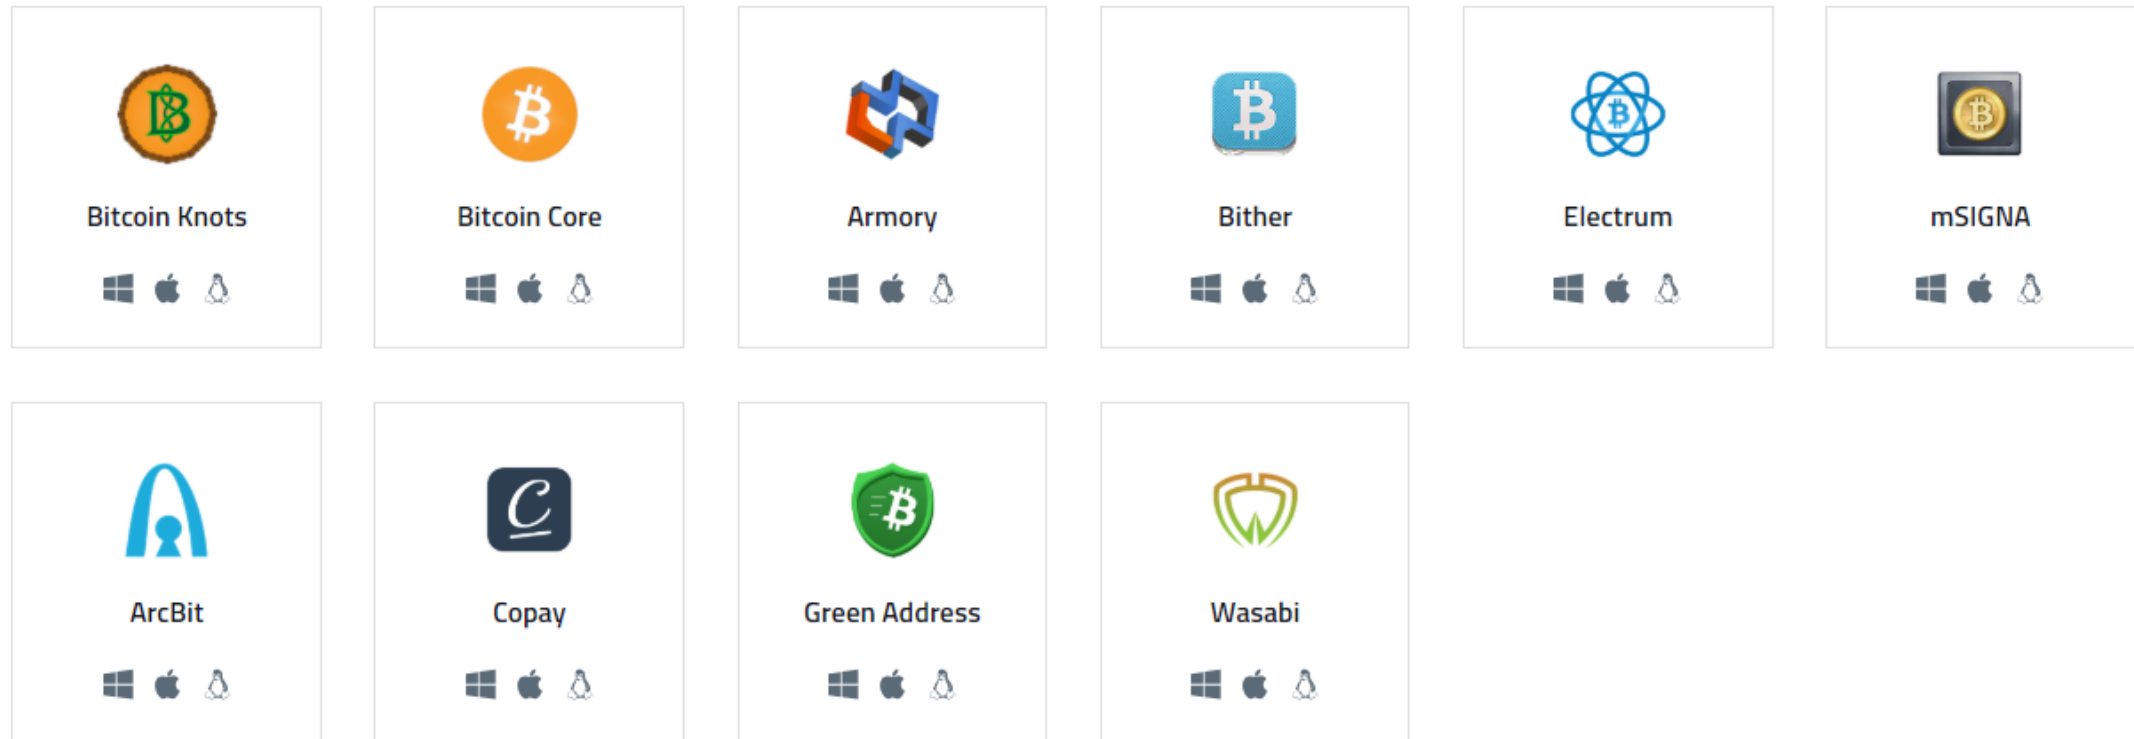 Bitcoin Knots
Bitcoin Core
Armory
Bither
Electrum
mSIGNA
ArcBit
Copay
Green Address
Wasabi